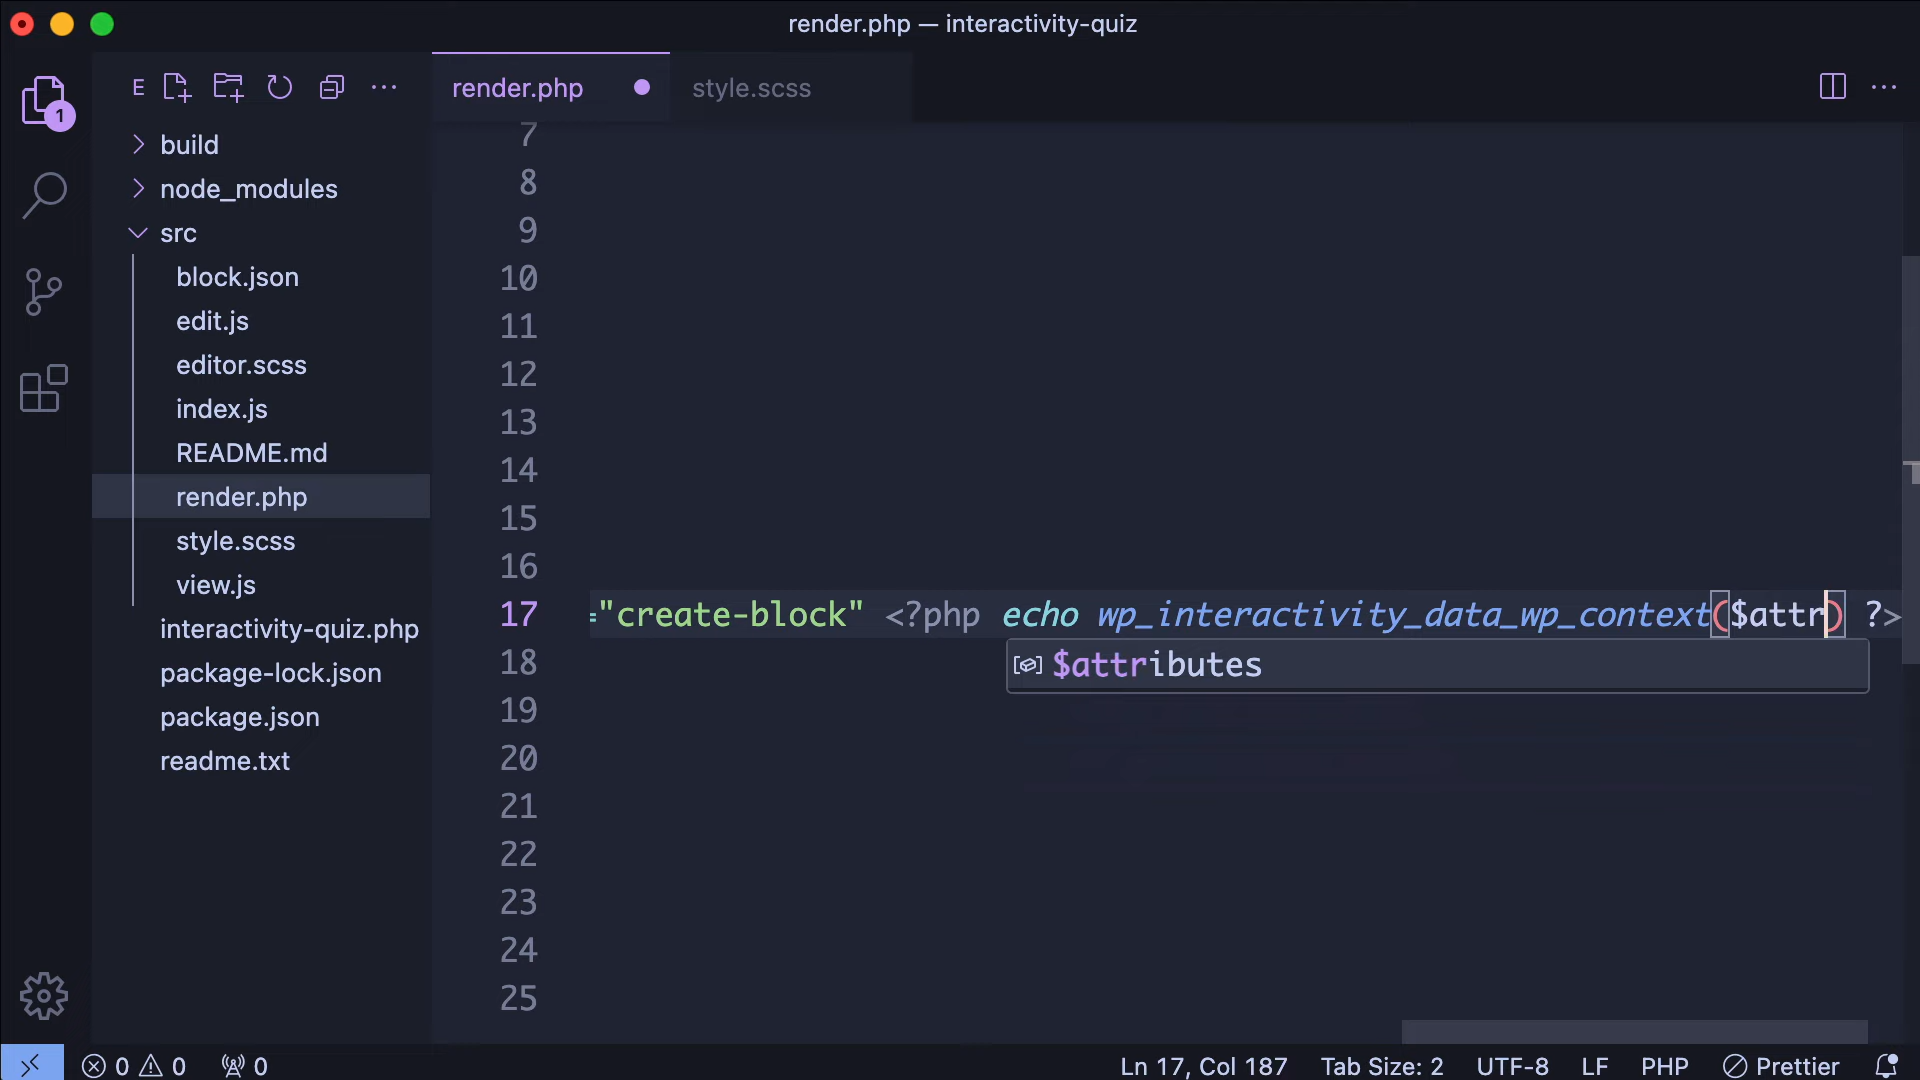 render.php — interactivity-quiz
E
render.php
style.scss
1
build
node_modules
src
block.json
edit.js
editor.scss
index.js
README.md
render.php
style.scss
view.js
interactivity-quiz.php
package-lock.json
package.json
readme.txt
7
8
9
10
11
12
13
14
15
16
17 ="create-block" <?php echo wp_interactivity_data_wp_context($attr) ?>
18 $attributes
19
20
21
22
23
24
25
0 0 0 Ln 17, Col 187 Tab Size: 2 UTF-8 LF PHP Prettier